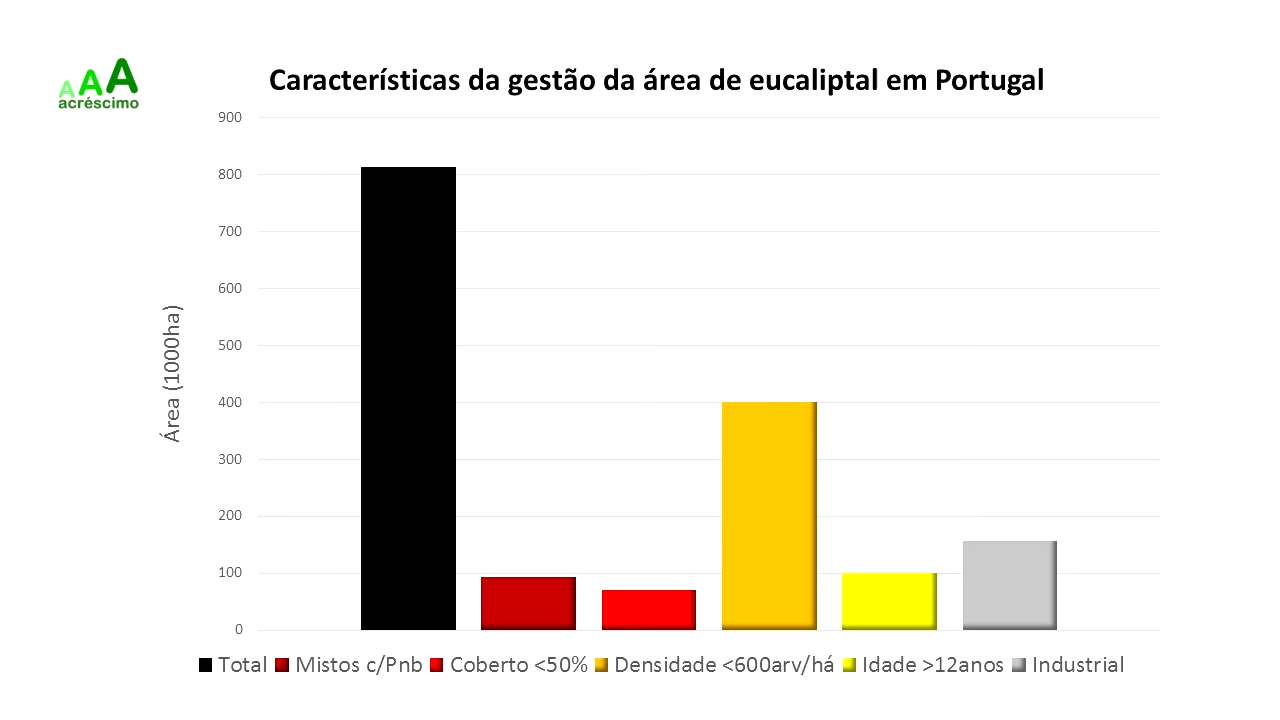 AAA
acréscimo
Características da gestão da área de eucaliptal em Portugal
900
800
700
600
500
400
300
200
100
0
Área (1000ha)
Total Mistos c/Pnb Coberto <50% Densidade <600arv/há Idade >12anos Industrial